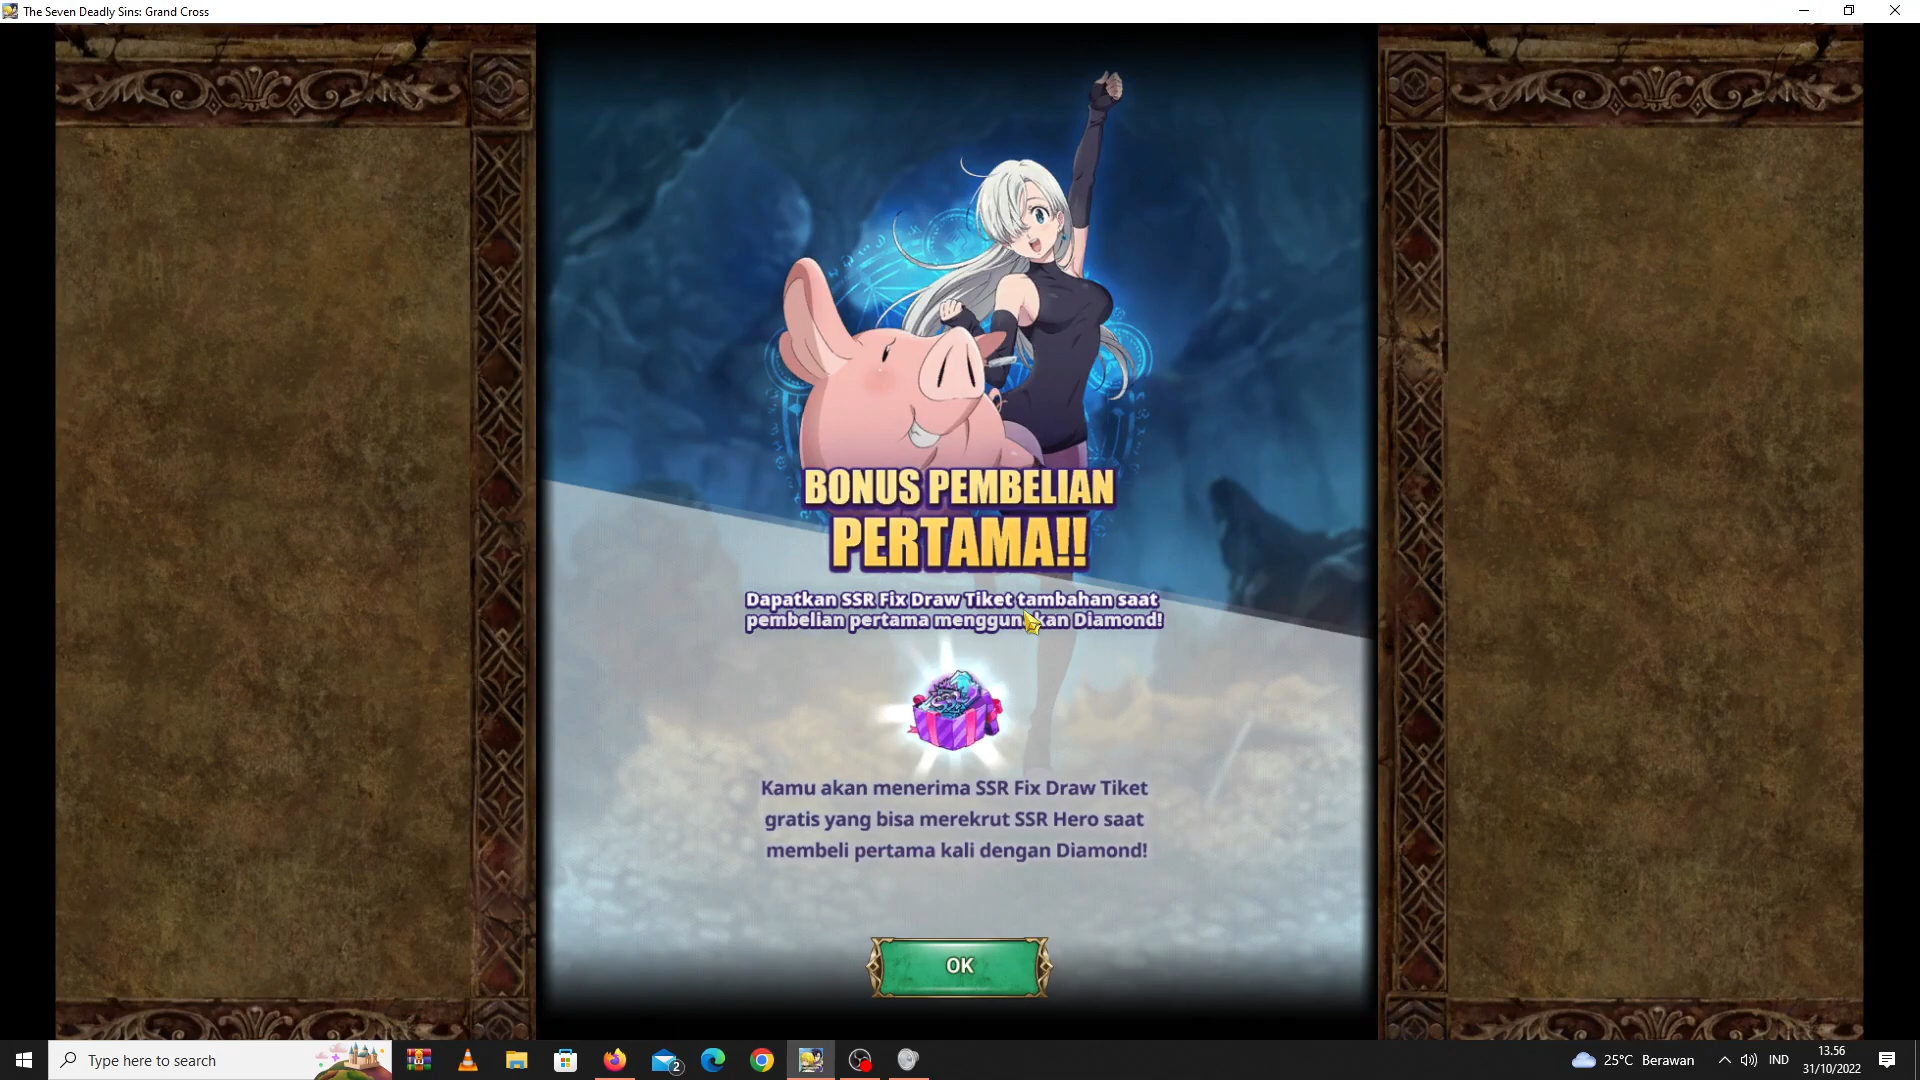 The Seven Deadly Sins: Grand Cross
BONUS PEMBELIAN
PERTAMA!!
Dapatkan SSR Fix Draw Tiket tambahan saat
pembelian pertama menggunakan Diamond!
Kamu akan menerima SSR Fix Draw Tiket
gratis yang bisa merekrut SSR Hero saat
membeli pertama kali dengan Diamond!
OK
Type here to search
2
25°C Berawan
IND
13.56
31/10/2022